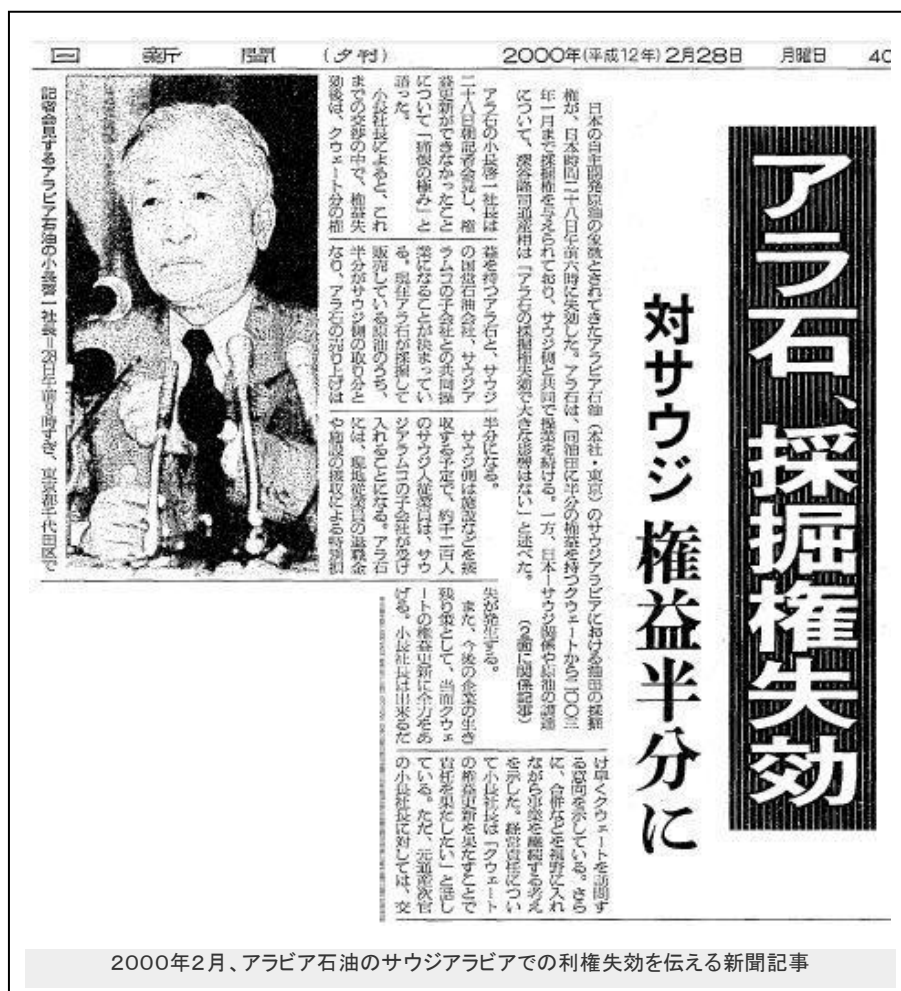 日 新 聞 (夕刊) 2000年(平成12年)2月28日 月曜日 40
アラ石、採掘権失効
対サウジ 権益半分に
日本の自主開発原油の象徴とされてきたアラビア石油(本社・東京)のサウジアラビアにおける油田の採掘
権が、日本時間二十八日午前六時に失効した。アラ石は、同油田に半分の権益を持つクウェートから二〇〇三
年一月まで採掘権を与えられており、サウジ側と共同で操業を続ける。一方、日本―サウジ関係や原油の調達
について、深谷隆司通産相は「アラ石の採掘権失効で大きな影響はない」と述べた。 (2面に関係記事)
アラ石の小長啓一社長は
二十八日朝記者会見し、権
益更新ができなかったこと
について「痛恨の極み」と
語った。
小長社長によると、これ
までの交渉の中で、権益失
効後は、クウェート分の権
益を持つアラ石と、サウジ
の国営石油会社、サウジア
ラムコの子会社との共同操
業になることが決まってい
る。現在アラ石が採掘して
販売している原油のうち、
半分がサウジ側の取り分と
なり、アラ石の売り上げは
半分になる。
サウジ側は施設などを接
収する予定で、約千二百人
のサウジ人従業員は、サウ
ジアラムコの子会社が受け
入れることになる。アラ石
には、現地従業員の退職金
や施設の接収による特別損
失が発生する。
また、今後の企業の生き
残り策として、当面クウェ
ートの権益更新に全力をあ
げる。小長社長は出来るだ
け早くクウェートを訪問す
る意向を示している。さら
に、合併などを視野に入れ
ながら事業を継続する考え
を示した。経営責任につい
て小長社長は「クウェート
の権益更新を果たすことで
責任を果たしたい」と話し
ている。ただ、元通産次官
の小長社長に対しては、交
記者会見するアラビア石油の小長啓一社長＝28日午前9時すぎ、東京都千代田区で
2000年2月、アラビア石油のサウジアラビアでの利権失効を伝える新聞記事